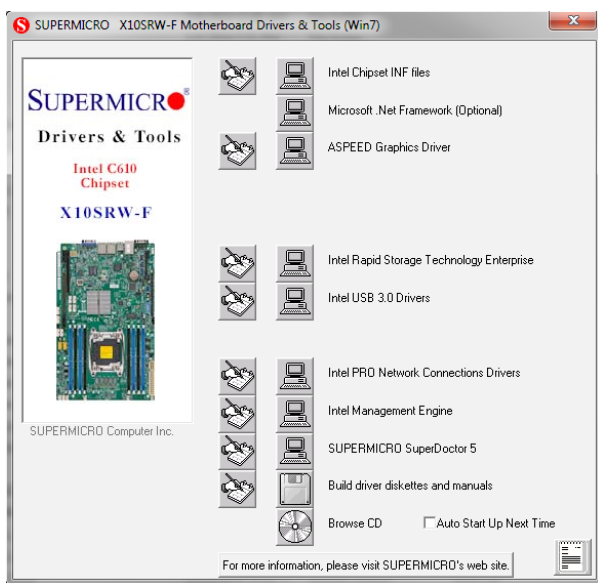 SUPERMICRO X10SRW-F Motherboard Drivers & Tools (Win7)
SUPERMICRO
Drivers & Tools
Intel C610
Chipset
X10SRW-F
SUPERMICRO Computer Inc.
Intel Chipset INF files
Microsoft .Net Framework (Optional)
ASPEED Graphics Driver
Intel Rapid Storage Technology Enterprise
Intel USB 3.0 Drivers
Intel PRO Network Connections Drivers
Intel Management Engine
SUPERMICRO SuperDoctor 5
Build driver diskettes and manuals
Browse CD Auto Start Up Next Time
For more information, please visit SUPERMICRO's web site.